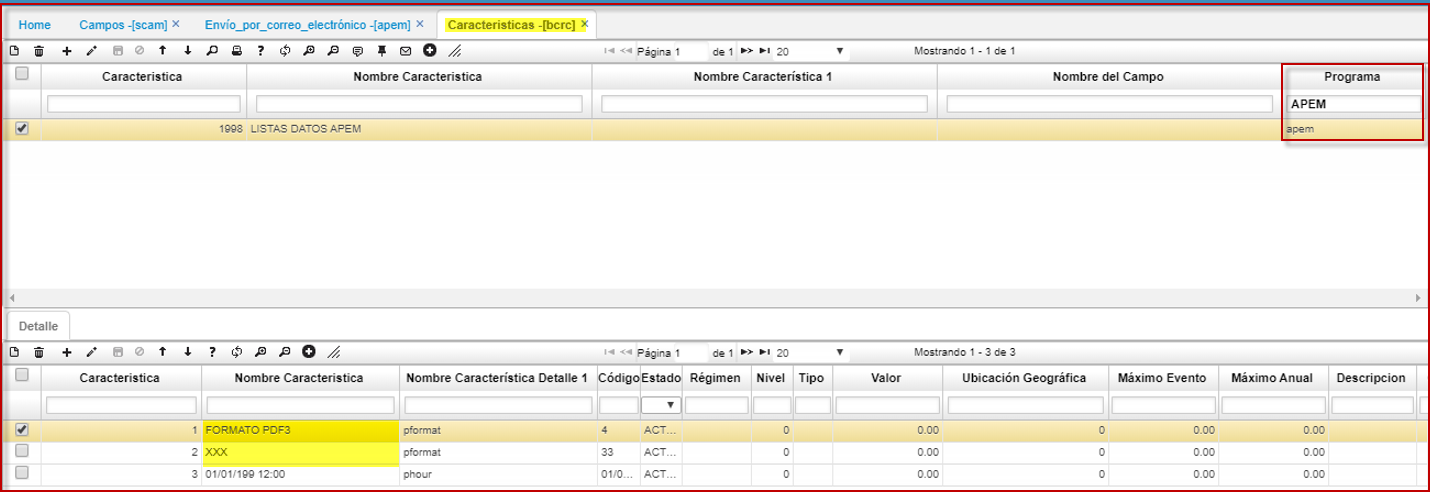 Home Campos -[scam] × Envío_por_correo_electrónico -[apem] × Caracteristicas -[bcrc] ×
Página 1 de 1 20 Mostrando 1 - 1 de 1
Caracteristica Nombre Caracteristica Nombre Característica 1 Nombre del Campo Programa
APEM
1998 LISTAS DATOS APEM apem
Detalle
Página 1 de 1 20 Mostrando 1 - 3 de 3
Caracteristica Nombre Caracteristica Nombre Característica Detalle 1 Código Estado Régimen Nivel Tipo Valor Ubicación Geográfica Máximo Evento Máximo Anual Descripcion
1 FORMATO PDF3 pformat 4 ACT... 0 0.00 0 0.00 0.00
2 XXX pformat 33 ACT... 0 0.00 0 0.00 0.00
3 01/01/199 12:00 phour 01/0... ACT... 0 0.00 0 0.00 0.00